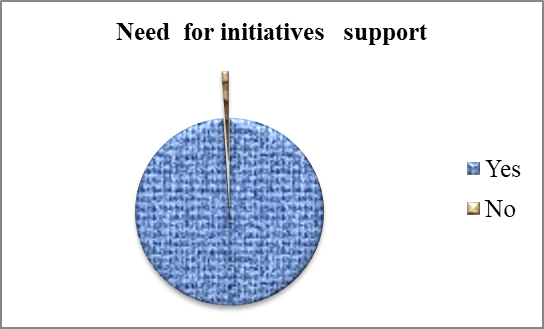 Need for initiatives support
Yes
No